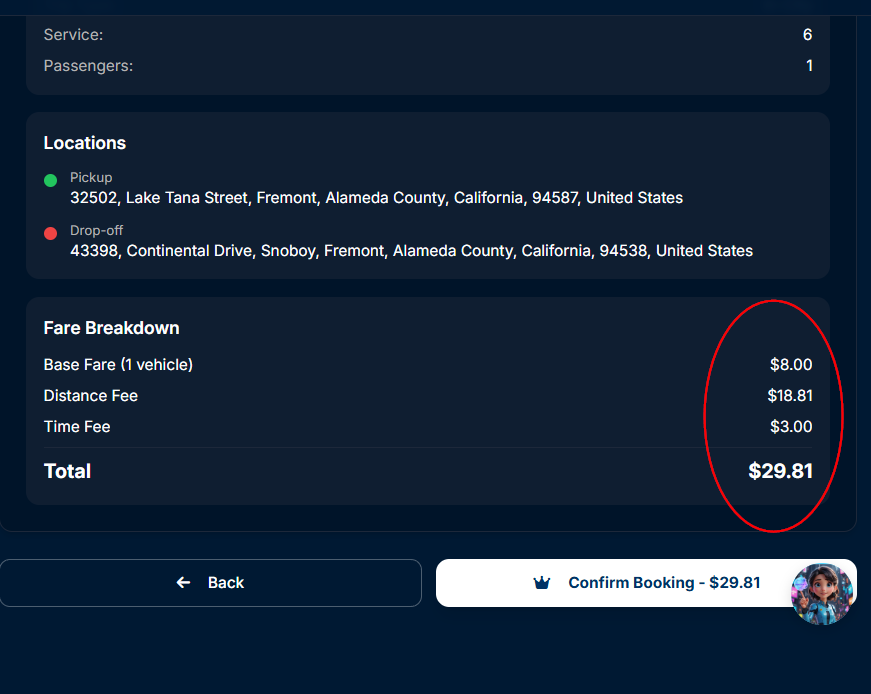 Service: 6
Passengers: 1
Locations
Pickup
32502, Lake Tana Street, Fremont, Alameda County, California, 94587, United States
Drop-off
43398, Continental Drive, Snoboy, Fremont, Alameda County, California, 94538, United States
Fare Breakdown
Base Fare (1 vehicle) $8.00
Distance Fee $18.81
Time Fee $3.00
Total $29.81
Back
Confirm Booking - $29.81